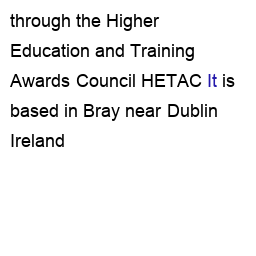 through the Higher
Education and Training
Awards Council HETAC It is
based in Bray near Dublin
Ireland